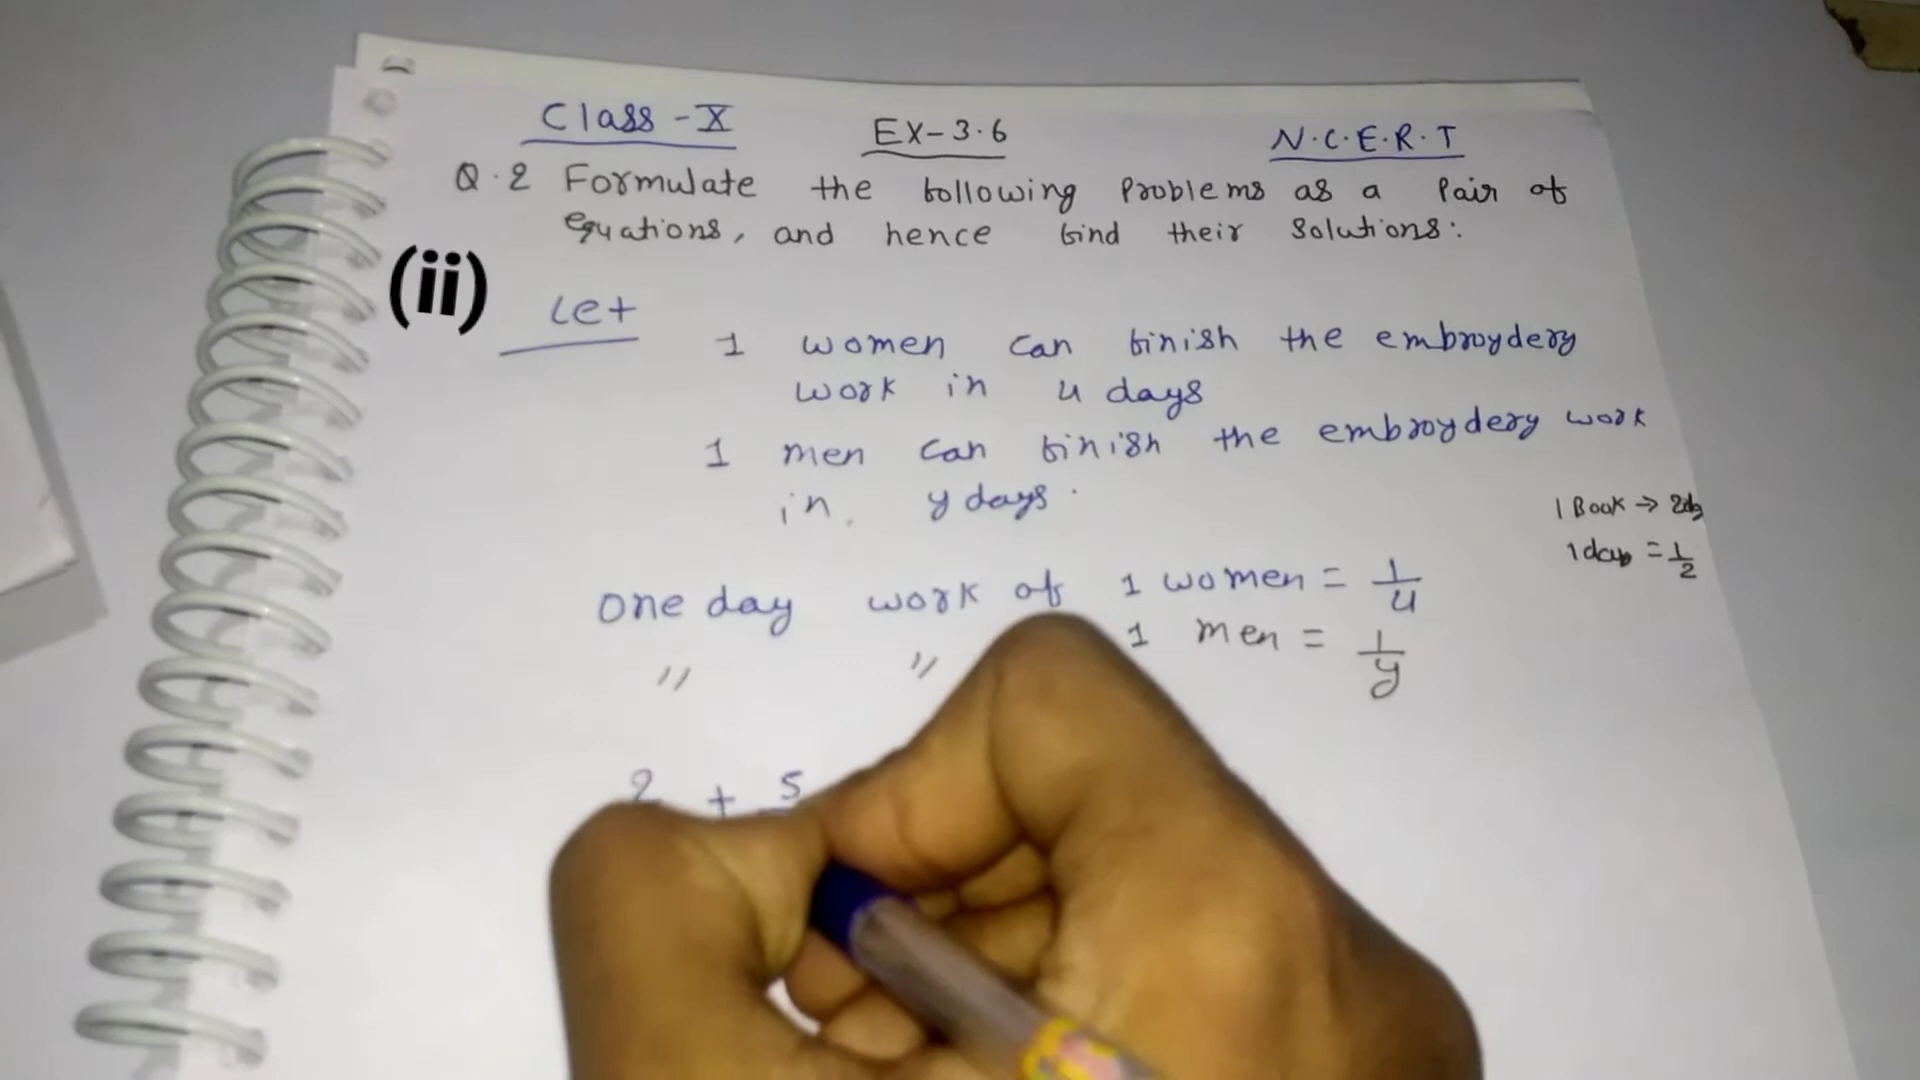 Class - X EX-3.6 N.C.E.R.T
Q.2 Formulate the following Problems as a Pair of
equations, and hence find their Solutions:
(ii) Let
1 women can finish the embroydery
work in u days
1 men can finish the embroydery work
in. y days.
1 Book → 2dy
1 day = 1/2
one day work of 1 women = 1/u
" " 1 men = 1/y
2 + 5